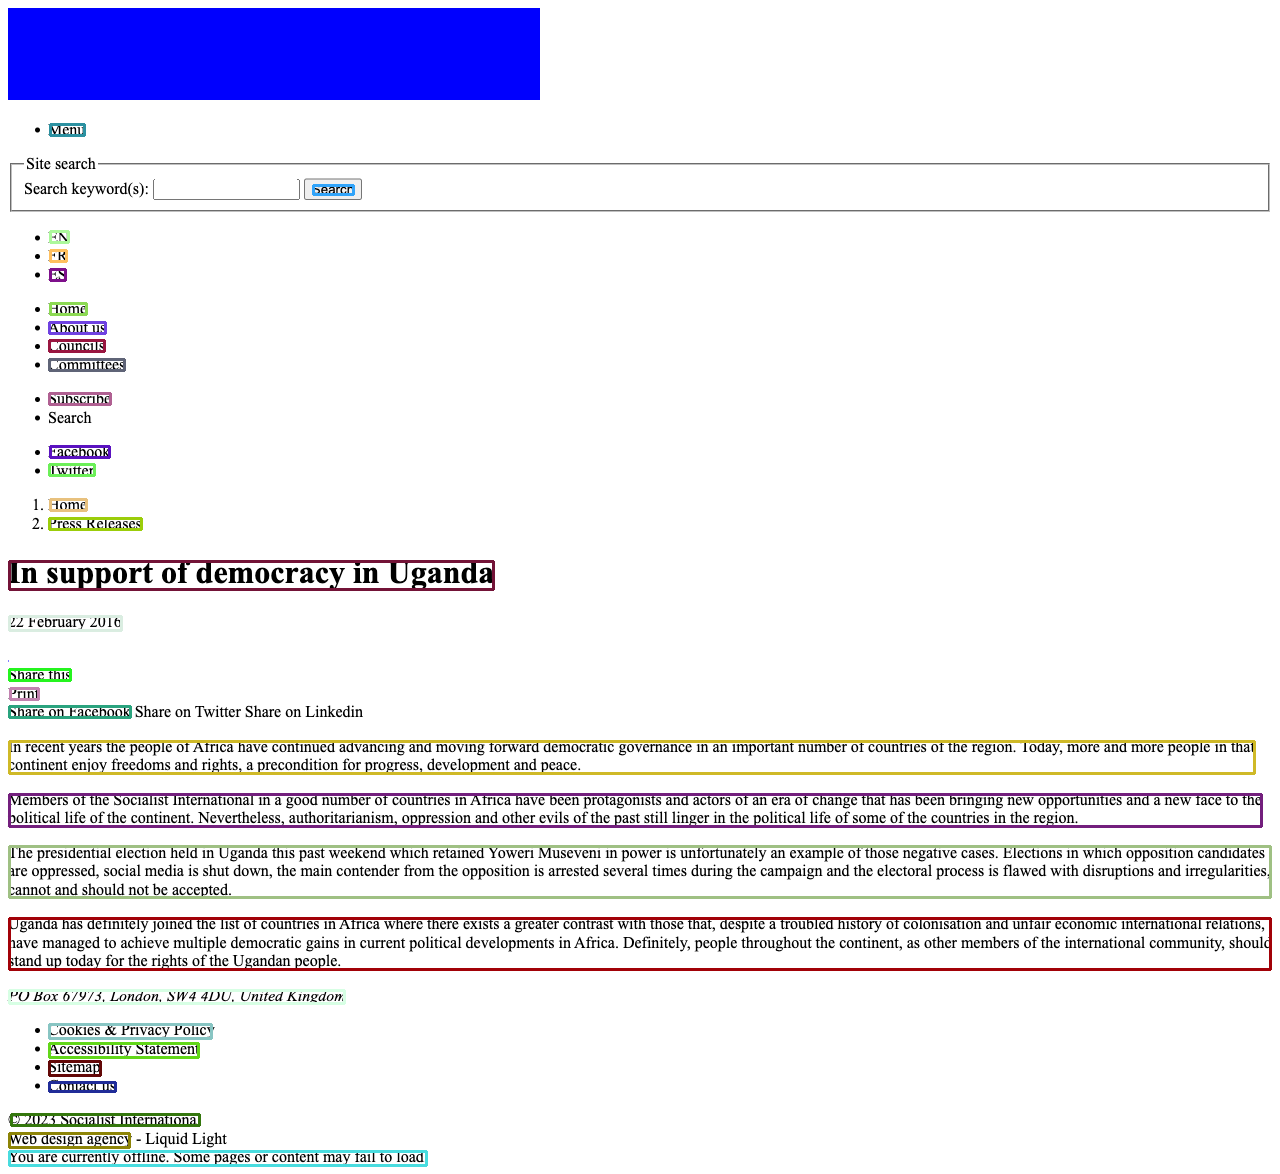 Menu
Site search
Search keyword(s): Search
EN
FR
ES
Home
About us
Councils
Committees
Subscribe
Search
Facebook
Twitter
1. Home
2. Press Releases
In support of democracy in Uganda
22 February 2016
Share this
Print
Share on Facebook Share on Twitter Share on Linkedin
In recent years the people of Africa have continued advancing and moving forward democratic governance in an important number of countries of the region. Today, more and more people in that
continent enjoy freedoms and rights, a precondition for progress, development and peace.
Members of the Socialist International in a good number of countries in Africa have been protagonists and actors of an era of change that has been bringing new opportunities and a new face to the
political life of the continent. Nevertheless, authoritarianism, oppression and other evils of the past still linger in the political life of some of the countries in the region.
The presidential election held in Uganda this past weekend which retained Yoweri Museveni in power is unfortunately an example of those negative cases. Elections in which opposition candidates
are oppressed, social media is shut down, the main contender from the opposition is arrested several times during the campaign and the electoral process is flawed with disruptions and irregularities,
cannot and should not be accepted.
Uganda has definitely joined the list of countries in Africa where there exists a greater contrast with those that, despite a troubled history of colonisation and unfair economic international relations,
have managed to achieve multiple democratic gains in current political developments in Africa. Definitely, people throughout the continent, as other members of the international community, should
stand up today for the rights of the Ugandan people.
PO Box 67973, London, SW4 4DU, United Kingdom
Cookies & Privacy Policy
Accessibility Statement
Sitemap
Contact us
© 2023 Socialist International
Web design agency - Liquid Light
You are currently offline. Some pages or content may fail to load